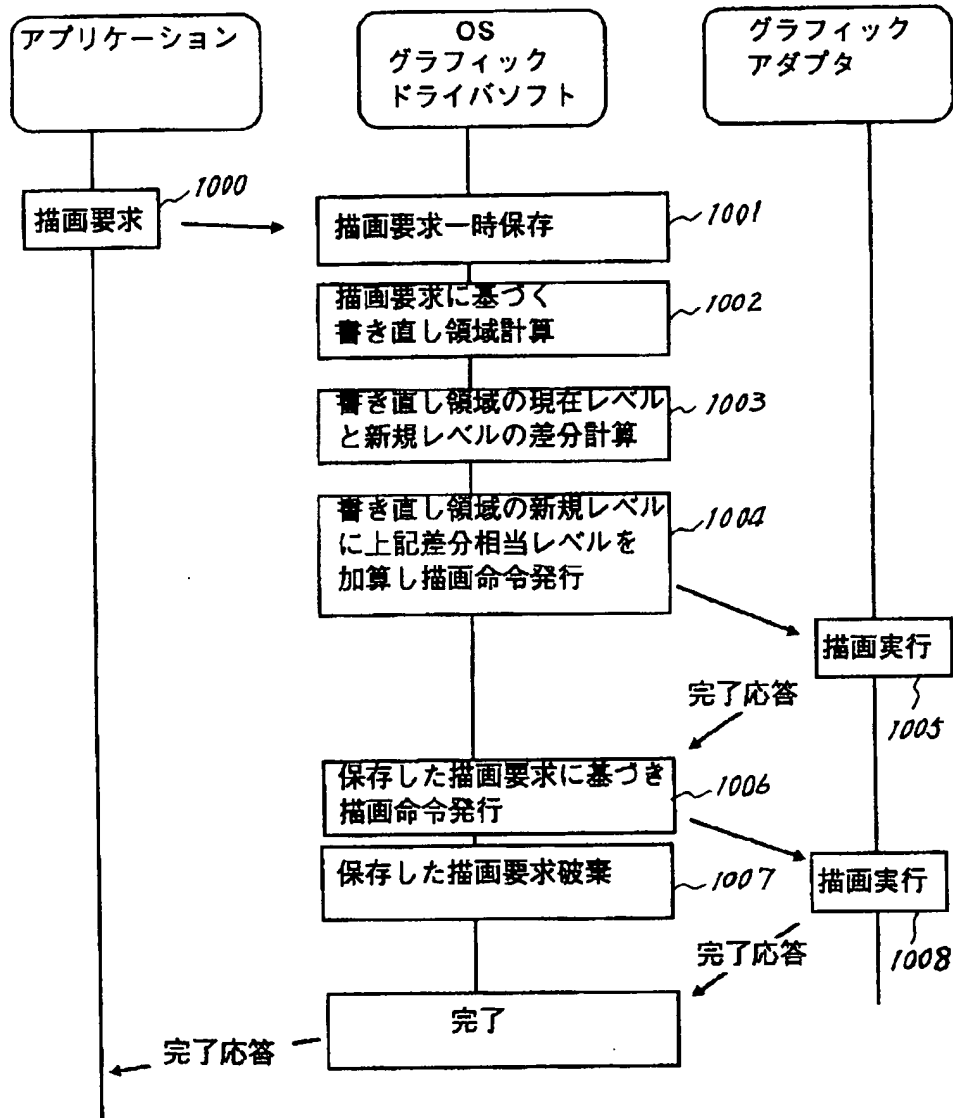 アプリケーション
OS
グラフィック
ドライバソフト
グラフィック
アダプタ
描画要求
1000
描画要求一時保存
1001
描画要求に基づく
書き直し領域計算
1002
書き直し領域の現在レベル
と新規レベルの差分計算
1003
書き直し領域の新規レベル
に上記差分相当レベルを
加算し描画命令発行
1004
描画実行
1005
完了応答
保存した描画要求に基づき
描画命令発行
1006
保存した描画要求破棄
1007
描画実行
1008
完了応答
完了
完了応答